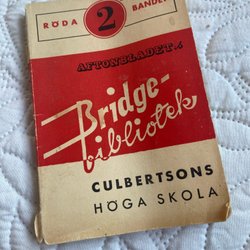 RÖDA 2 BANDET
AFTONBLADETS
Bridge-
bibliotek
CULBERTSONS
HÖGA SKOLA